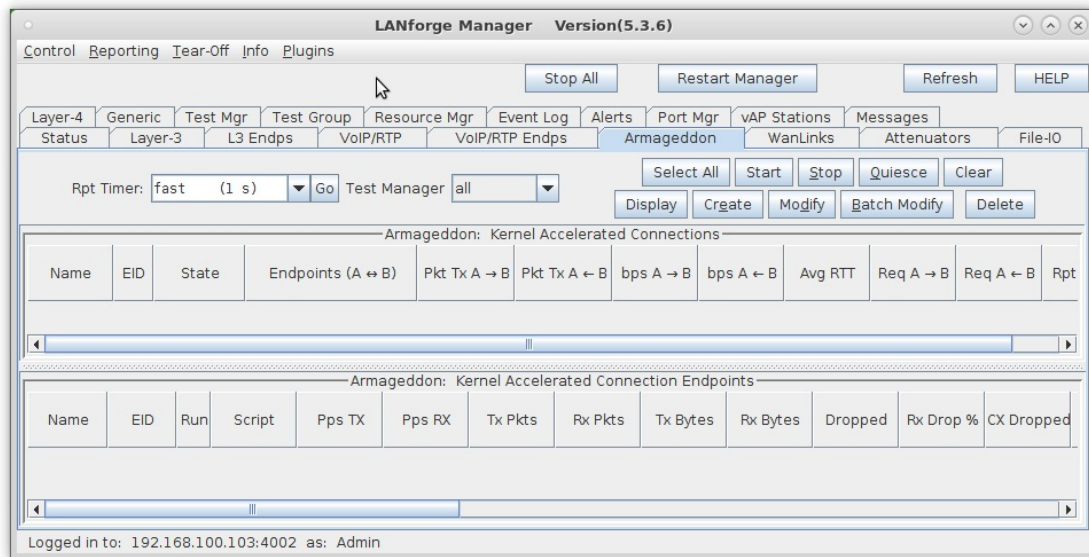 LANforge Manager Version(5.3.6)
Control Reporting Tear-Off Info Plugins
Stop All Restart Manager Refresh HELP
Layer-4 Generic Test Mgr Test Group Resource Mgr Event Log Alerts Port Mgr vAP Stations Messages
Status Layer-3 L3 Endps VoIP/RTP VoIP/RTP Endps Armageddon WanLinks Attenuators File-IO
Rpt Timer: fast (1 s) Go Test Manager all
Select All Start Stop Quiesce Clear
Display Create Modify Batch Modify Delete
Armageddon: Kernel Accelerated Connections
Name EID State Endpoints (A ↔ B) Pkt Tx A → B Pkt Tx A ← B bps A → B bps A ← B Avg RTT Req A → B Req A ← B Rpt
Armageddon: Kernel Accelerated Connection Endpoints
Name EID Run Script Pps TX Pps RX Tx Pkts Rx Pkts Tx Bytes Rx Bytes Dropped Rx Drop % CX Dropped
Logged in to: 192.168.100.103:4002 as: Admin